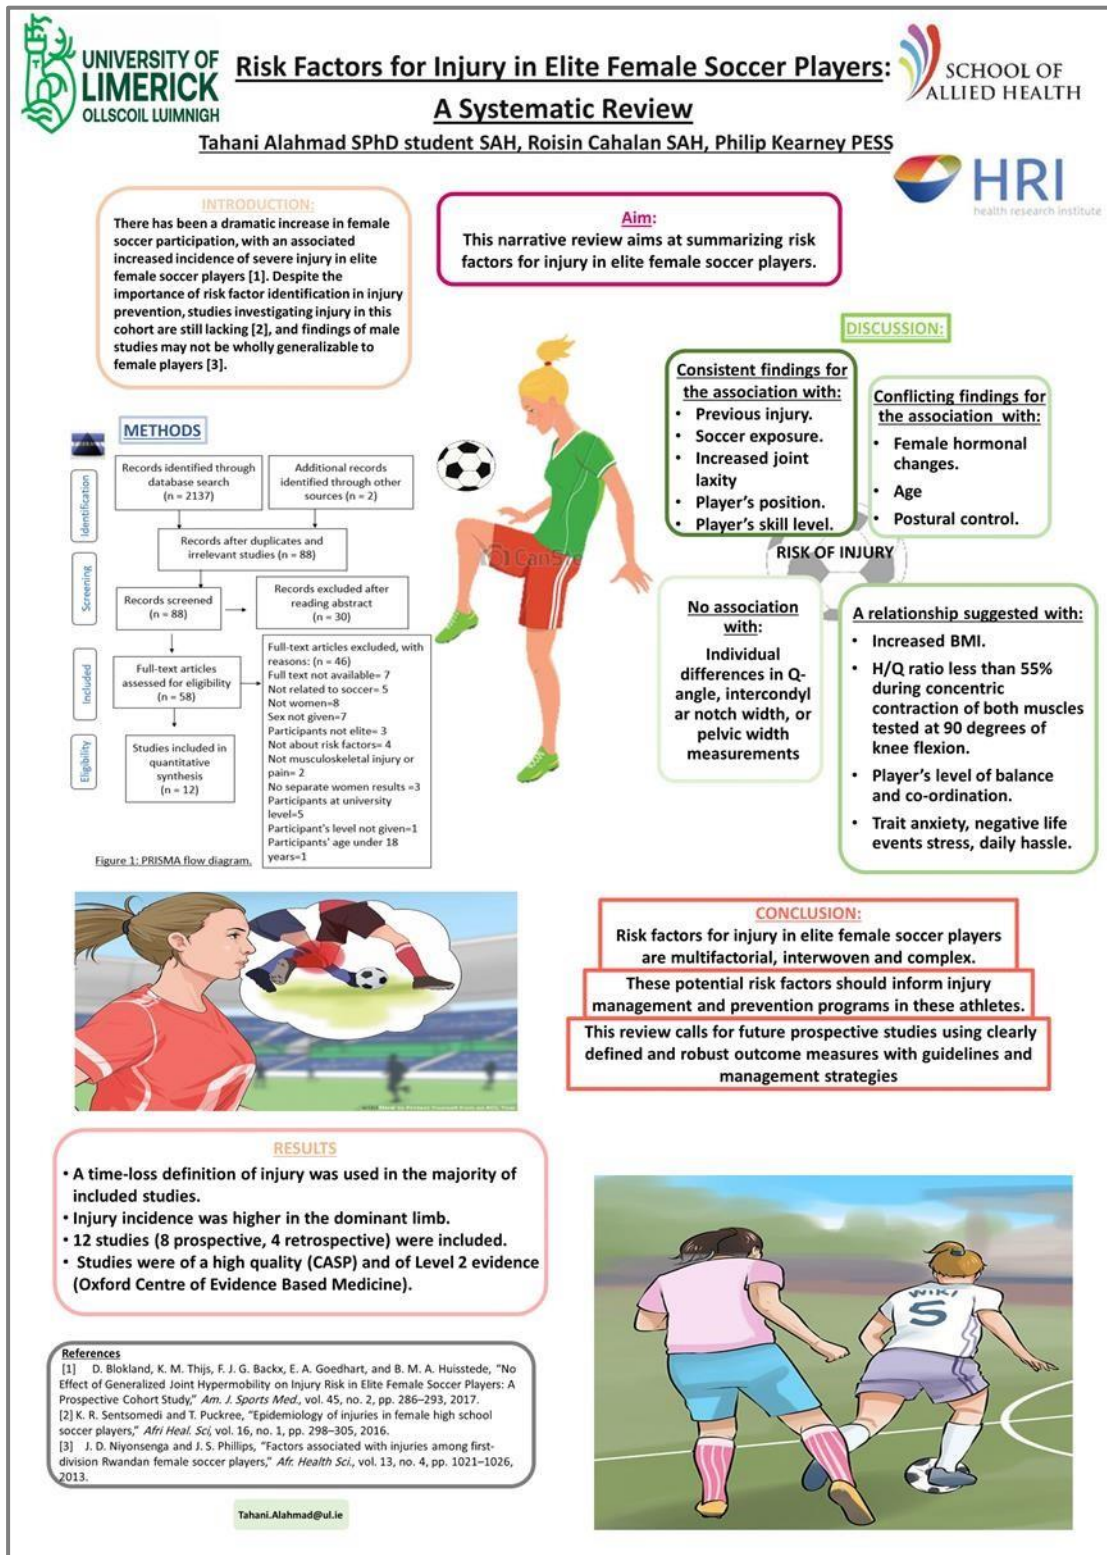 UNIVERSITY OF
LIMERICK
OLLSCOIL LUIMNIGH
Risk Factors for Injury in Elite Female Soccer Players:
A Systematic Review
Tahani Alahmad SPhD student SAH, Roisin Cahalan SAH, Philip Kearney PESS
SCHOOL OF
ALLIED HEALTH
HRI
health research institute
INTRODUCTION:
There has been a dramatic increase in female
soccer participation, with an associated
increased incidence of severe injury in elite
female soccer players [1]. Despite the
importance of risk factor identification in injury
prevention, studies investigating injury in this
cohort are still lacking [2], and findings of male
studies may not be wholly generalizable to
female players [3].
Aim:
This narrative review aims at summarizing risk
factors for injury in elite female soccer players.
METHODS
Identification
Screening
Included
Eligibility
Records identified through
database search
(n = 2137)
Additional records
identified through other
sources (n = 2)
Records after duplicates and
irrelevant studies (n = 88)
Records screened
(n = 88)
Records excluded after
reading abstract
(n = 30)
Full-text articles
assessed for eligibility
(n = 58)
Full-text articles excluded, with
reasons: (n = 46)
Full text not available= 7
Not related to soccer= 5
Not women=8
Sex not given=7
Participants not elite= 3
Not about risk factors= 4
Not musculoskeletal injury or
pain= 2
No separate women results =3
Participants at university
level=5
Participant's level not given=1
Participants' age under 18
years=1
Studies included in
quantitative
synthesis
(n = 12)
Figure 1: PRISMA flow diagram.
DISCUSSION:
Consistent findings for
the association with:
• Previous injury.
• Soccer exposure.
• Increased joint
laxity
• Player's position.
• Player's skill level.
Conflicting findings for
the association with:
• Female hormonal
changes.
• Age
• Postural control.
RISK OF INJURY
No association
with:
Individual
differences in Q-
angle, intercondyl
ar notch width, or
pelvic width
measurements
A relationship suggested with:
• Increased BMI.
• H/Q ratio less than 55%
during concentric
contraction of both muscles
tested at 90 degrees of
knee flexion.
• Player's level of balance
and co-ordination.
• Trait anxiety, negative life
events stress, daily hassle.
CONCLUSION:
Risk factors for injury in elite female soccer players
are multifactorial, interwoven and complex.
These potential risk factors should inform injury
management and prevention programs in these athletes.
This review calls for future prospective studies using clearly
defined and robust outcome measures with guidelines and
management strategies
RESULTS
• A time-loss definition of injury was used in the majority of
included studies.
• Injury incidence was higher in the dominant limb.
• 12 studies (8 prospective, 4 retrospective) were included.
• Studies were of a high quality (CASP) and of Level 2 evidence
(Oxford Centre of Evidence Based Medicine).
WiKi
5
References
[1] D. Blokland, K. M. Thijs, F. J. G. Backx, E. A. Goedhart, and B. M. A. Huisstede, "No
Effect of Generalized Joint Hypermobility on Injury Risk in Elite Female Soccer Players: A
Prospective Cohort Study," Am. J. Sports Med., vol. 45, no. 2, pp. 286–293, 2017.
[2] K. R. Sentsomedi and T. Puckree, "Epidemiology of injuries in female high school
soccer players," Afri Heal. Sci, vol. 16, no. 1, pp. 298–305, 2016.
[3] J. D. Niyonsenga and J. S. Phillips, "Factors associated with injuries among first-
division Rwandan female soccer players," Afr. Health Sci., vol. 13, no. 4, pp. 1021–1026,
2013.
Tahani.Alahmad@ul.ie